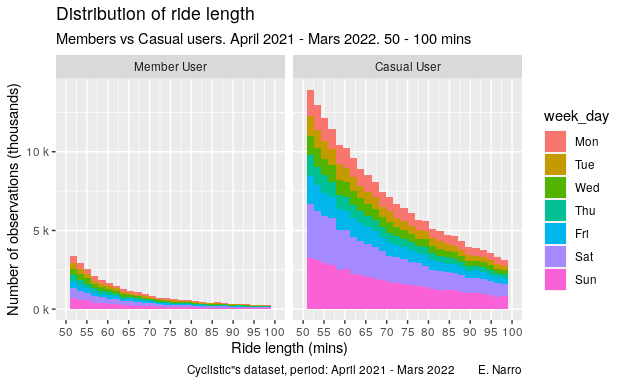 Distribution of ride length
Members vs Casual users. April 2021 - Mars 2022. 50 - 100 mins
Member User
Casual User
Number of observations (thousands)
10 k
5 k
0 k
50 55 60 65 70 75 80 85 90 95 100
50 55 60 65 70 75 80 85 90 95 100
Ride length (mins)
week_day
Mon
Tue
Wed
Thu
Fri
Sat
Sun
Cyclistic"s dataset, period: April 2021 - Mars 2022 E. Narro